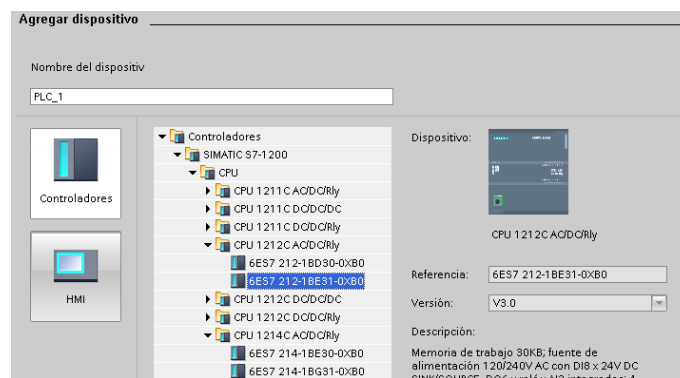 Agregar dispositivo
Nombre del dispositiv
PLC_1
Controladores
HMI
Controladores
SIMATIC S7-1200
CPU
CPU 1211C AC/DC/Rly
CPU 1211C DC/DC/DC
CPU 1211C DC/DC/Rly
CPU 1212C AC/DC/Rly
6ES7 212-1BD30-0XB0
6ES7 212-1BE31-0XB0
CPU 1212C DC/DC/DC
CPU 1212C DC/DC/Rly
CPU 1214C AC/DC/Rly
6ES7 214-1BE30-0XB0
6ES7 214-1BG31-0XB0
Dispositivo:
CPU 1212C AC/DC/Rly
Referencia:
6ES7 212-1BE31-0XB0
Versión:
V3.0
Descripción:
Memoria de trabajo 30KB; fuente de
alimentación 120/240V AC con DI8 x 24V DC